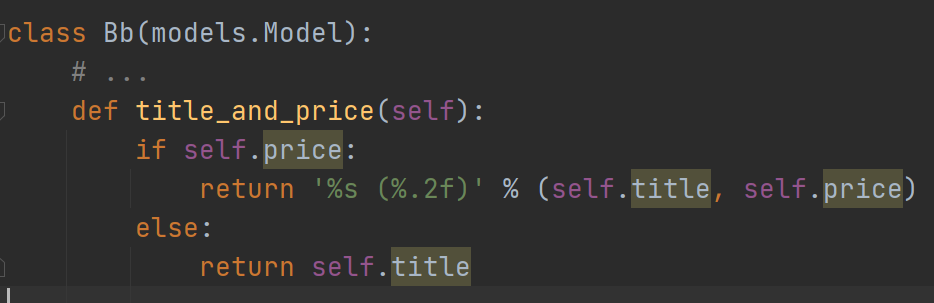 class Bb(models.Model):
    # ...
    def title_and_price(self):
        if self.price:
            return '%s (%.2f)' % (self.title, self.price)
        else:
            return self.title